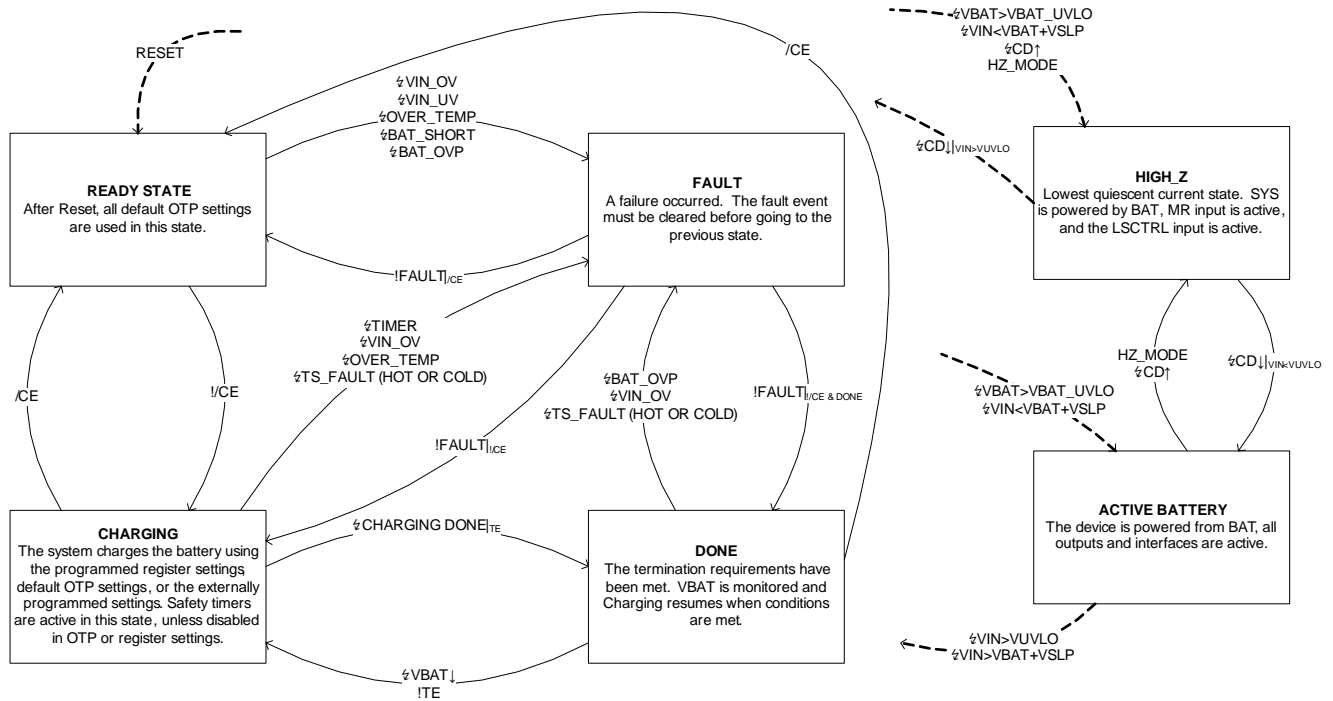 RESET
↯VIN_OV
↯VIN_UV
↯OVER_TEMP
↯BAT_SHORT
↯BAT_OVP
/CE
↯VBAT>VBAT_UVLO
↯VIN<VBAT+VSLP
↯CD↑
HZ_MODE
↯CD↓|VIN>VUVLO
READY STATE
After Reset, all default OTP settings
are used in this state.
FAULT
A failure occurred. The fault event
must be cleared before going to the
previous state.
HIGH_Z
Lowest quiescent current state. SYS
is powered by BAT, MR input is active,
and the LSCTRL input is active.
!FAULT|/CE
/CE
!/CE
↯TIMER
↯VIN_OV
↯OVER_TEMP
↯TS_FAULT (HOT OR COLD)
!FAULT|!/CE
↯BAT_OVP
↯VIN_OV
↯TS_FAULT (HOT OR COLD)
!FAULT|!/CE & DONE
↯VBAT>VBAT_UVLO
↯VIN<VBAT+VSLP
HZ_MODE
↯CD↑
↯CD↓|VIN<VUVLO
CHARGING
The system charges the battery using
the programmed register settings,
default OTP settings, or the externally
programmed settings. Safety timers
are active in this state, unless disabled
in OTP or register settings.
↯CHARGING DONE|TE
DONE
The termination requirements have
been met. VBAT is monitored and
Charging resumes when conditions
are met.
ACTIVE BATTERY
The device is powered from BAT, all
outputs and interfaces are active.
↯VBAT↓
!TE
↯VIN>VUVLO
↯VIN>VBAT+VSLP